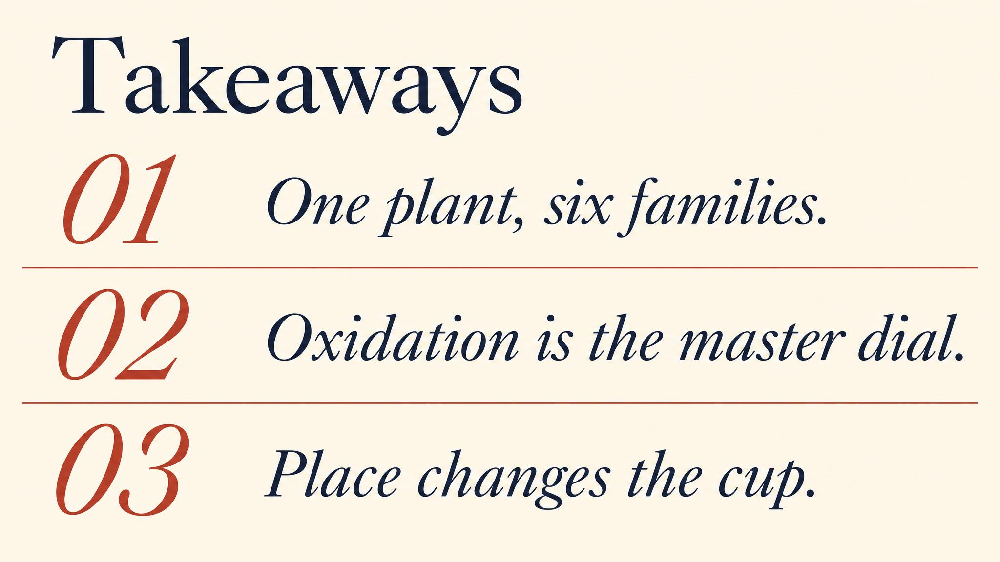 Takeaways
01 One plant, six families.
02 Oxidation is the master dial.
03 Place changes the cup.